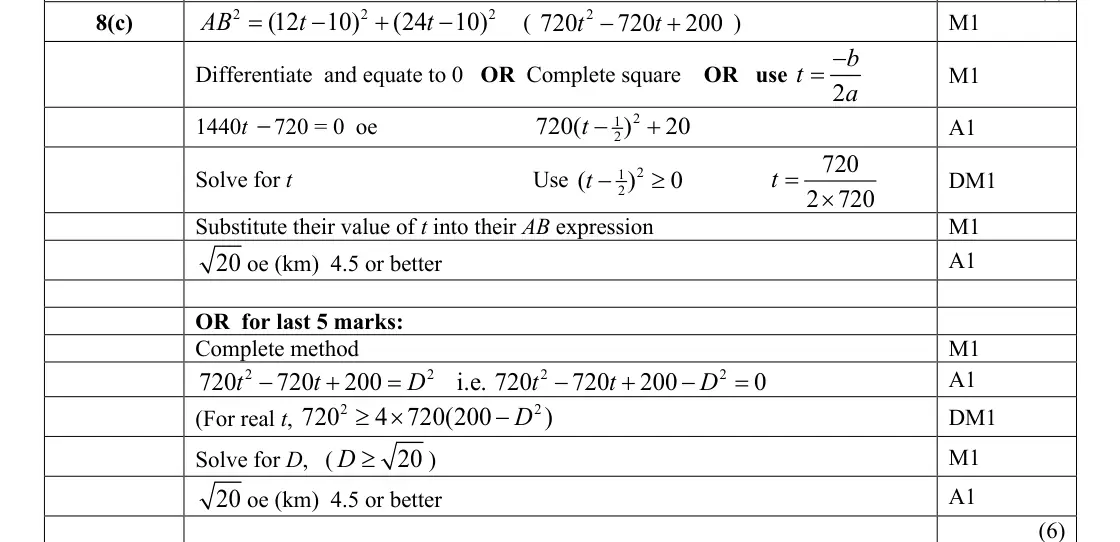 8(c) AB² = (12t − 10)² + (24t − 10)² ( 720t² − 720t + 200 ) M1
Differentiate and equate to 0 OR Complete square OR use t = −b/2a M1
1440t − 720 = 0 oe 720(t − ½)² + 20 A1
Solve for t Use (t − ½)² ≥ 0 t = 720/(2 × 720) DM1
Substitute their value of t into their AB expression M1
√20 oe (km) 4.5 or better A1
OR for last 5 marks:
Complete method M1
720t² − 720t + 200 = D² i.e. 720t² − 720t + 200 − D² = 0 A1
(For real t, 720² ≥ 4 × 720(200 − D²) DM1
Solve for D, ( D ≥ √20 ) M1
√20 oe (km) 4.5 or better A1
(6)